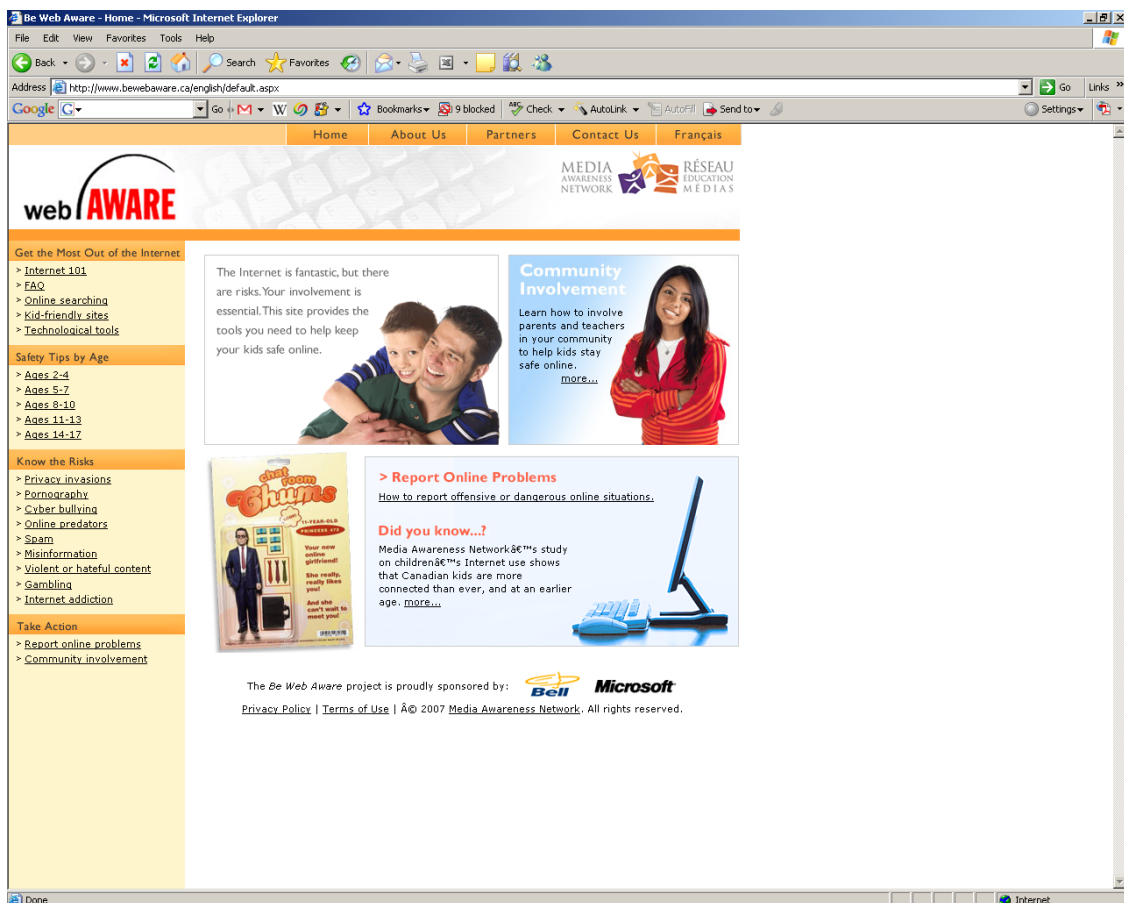 Be Web Aware - Home - Microsoft Internet Explorer
File Edit View Favorites Tools Help
Back Search Favorites
Address http://www.bewebaware.ca/english/default.aspx Go Links »
Google G Go M W Bookmarks 9 blocked ABC Check AutoLink AutoFill Send to Settings
Home About Us Partners Contact Us Français
web AWARE
MEDIA AWARENESS NETWORK
RÉSEAU ÉDUCATION MÉDIAS
Get the Most Out of the Internet
> Internet 101
> FAQ
> Online searching
> Kid-friendly sites
> Technological tools
Safety Tips by Age
> Ages 2-4
> Ages 5-7
> Ages 8-10
> Ages 11-13
> Ages 14-17
Know the Risks
> Privacy invasions
> Pornography
> Cyber bullying
> Online predators
> Spam
> Misinformation
> Violent or hateful content
> Gambling
> Internet addiction
Take Action
> Report online problems
> Community involvement
The Internet is fantastic, but there
are risks. Your involvement is
essential. This site provides the
tools you need to help keep
your kids safe online.
Community
Involvement
Learn how to involve
parents and teachers
in your community
to help kids stay
safe online.
more...
chat
room
Chums
11-YEAR-OLD
PRINCESS 472
Your new
online
girlfriend!
She really,
really likes
you!
And she
can't wait to
meet you!
> Report Online Problems
How to report offensive or dangerous online situations.
Did you know...?
Media Awareness Networkâ€™s study
on childrenâ€™s Internet use shows
that Canadian kids are more
connected than ever, and at an earlier
age. more...
The Be Web Aware project is proudly sponsored by: Bell Microsoft
Privacy Policy | Terms of Use | Â© 2007 Media Awareness Network. All rights reserved.
Done Internet